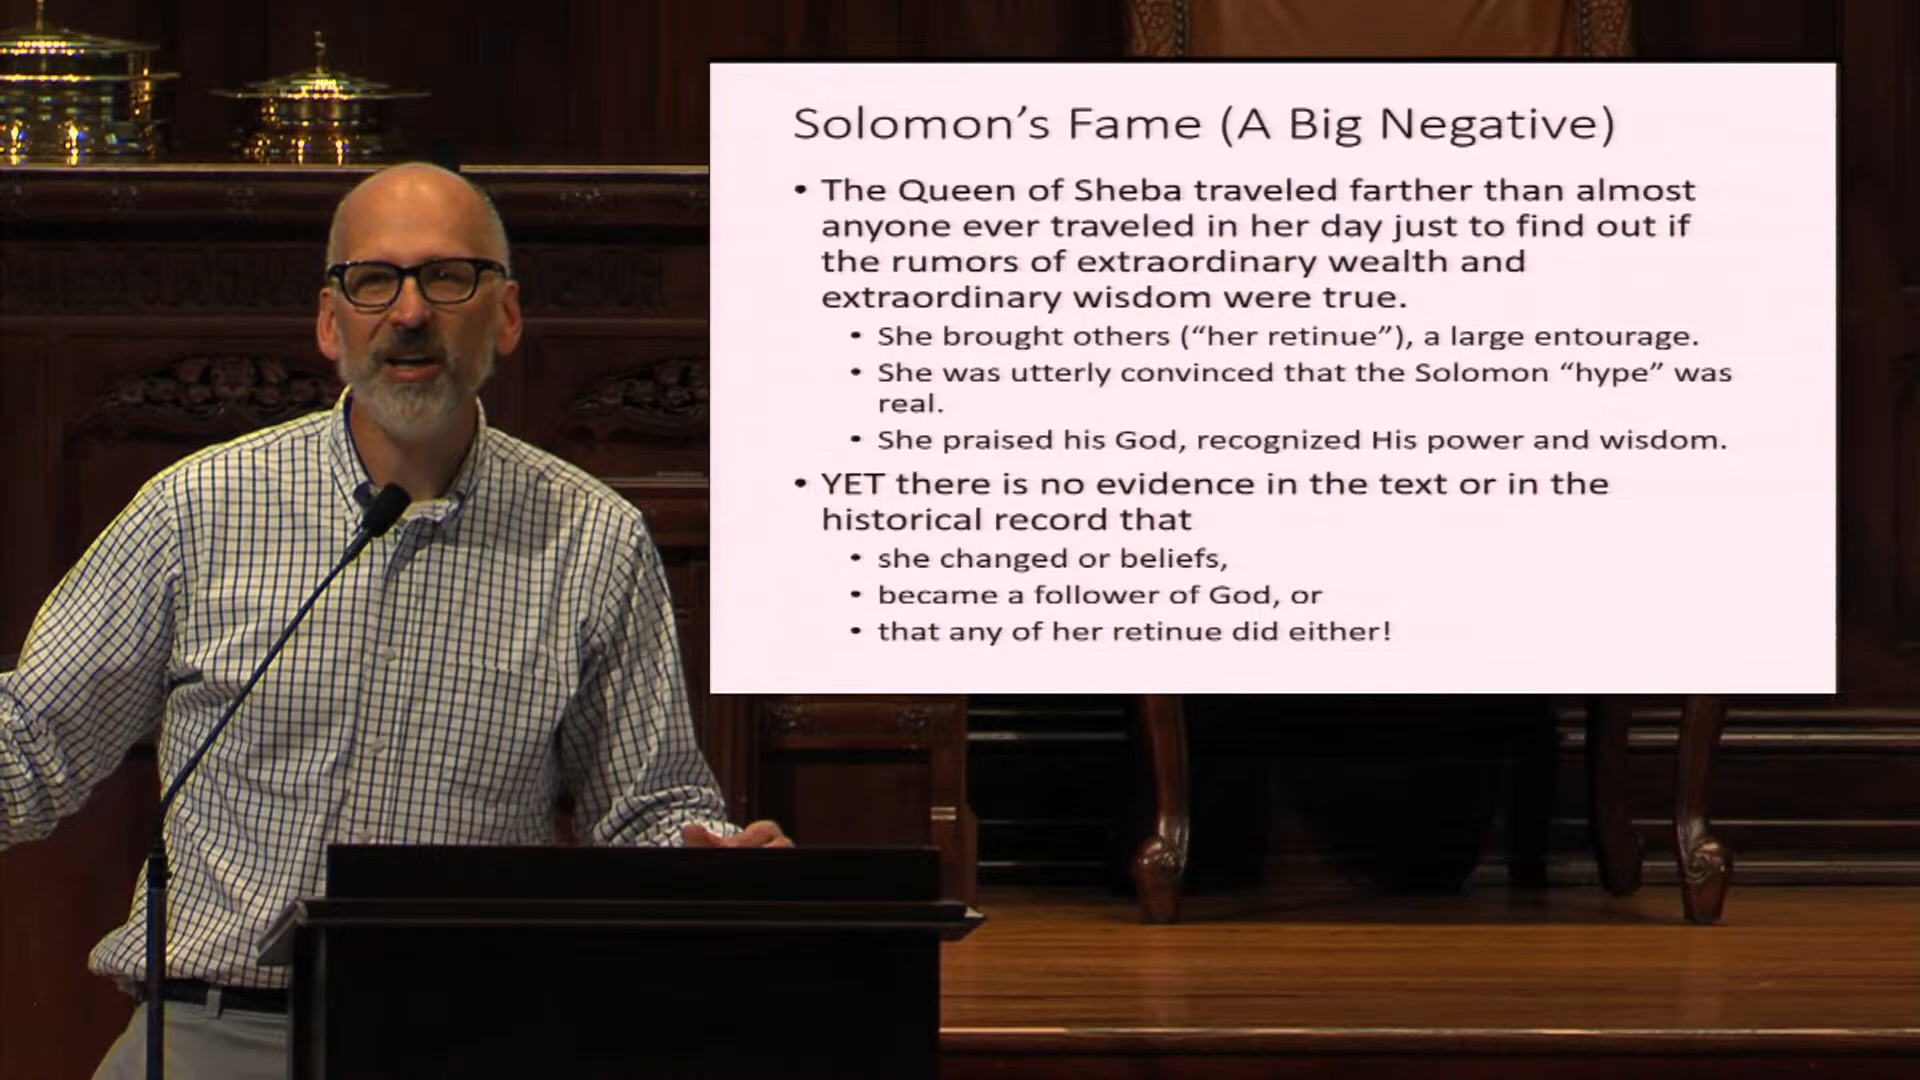 Solomon’s Fame (A Big Negative)
• The Queen of Sheba traveled farther than almost
anyone ever traveled in her day just to find out if
the rumors of extraordinary wealth and
extraordinary wisdom were true.
• She brought others (“her retinue”), a large entourage.
• She was utterly convinced that the Solomon “hype” was
real.
• She praised his God, recognized His power and wisdom.
• YET there is no evidence in the text or in the
historical record that
• she changed or beliefs,
• became a follower of God, or
• that any of her retinue did either!